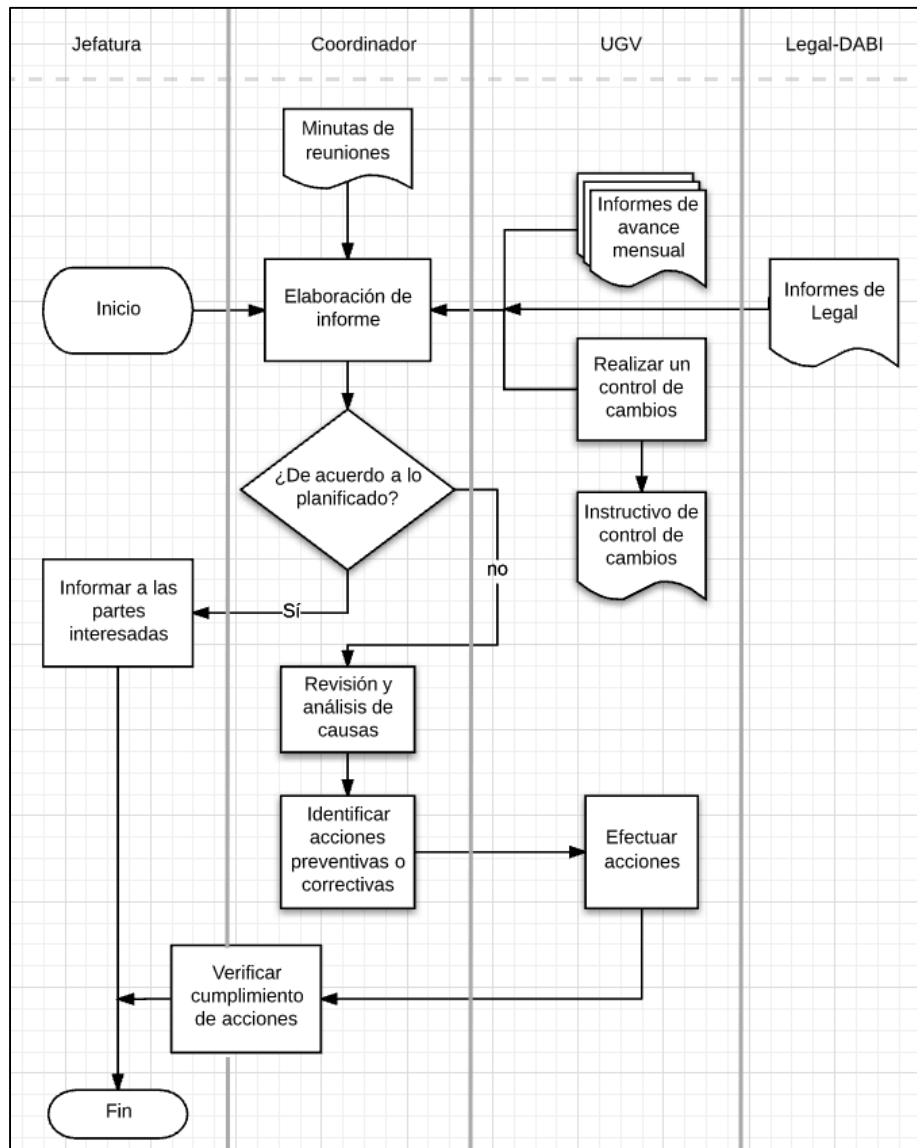 Jefatura
Coordinador
UGV
Legal-DABI
Minutas de
reuniones
Informes de
avance
mensual
Inicio
Elaboración de
informe
Informes de
Legal
Realizar un
control de
cambios
¿De acuerdo a lo
planificado?
Instructivo de
control de
cambios
no
Informar a las
partes
interesadas
Sí
Revisión y
análisis de
causas
Identificar
acciones
preventivas o
correctivas
Efectuar
acciones
Verificar
cumplimiento
de acciones
Fin